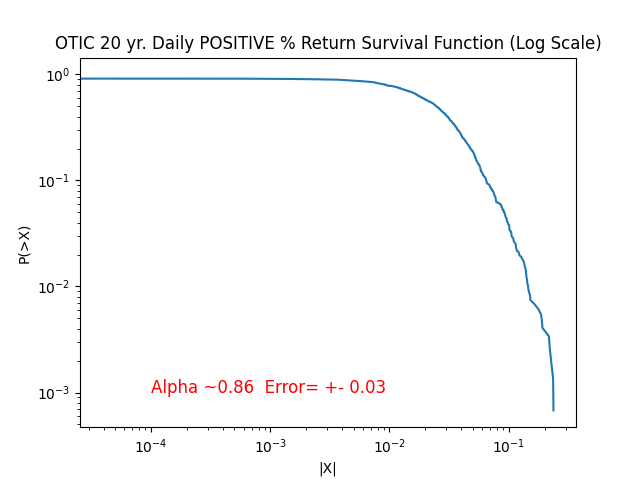 OTIC 20 yr. Daily POSITIVE % Return Survival Function (Log Scale)
10⁰
10⁻¹
10⁻²
10⁻³
P(>X)
Alpha ~0.86  Error= +- 0.03
10⁻⁴ 10⁻³ 10⁻² 10⁻¹
|X|